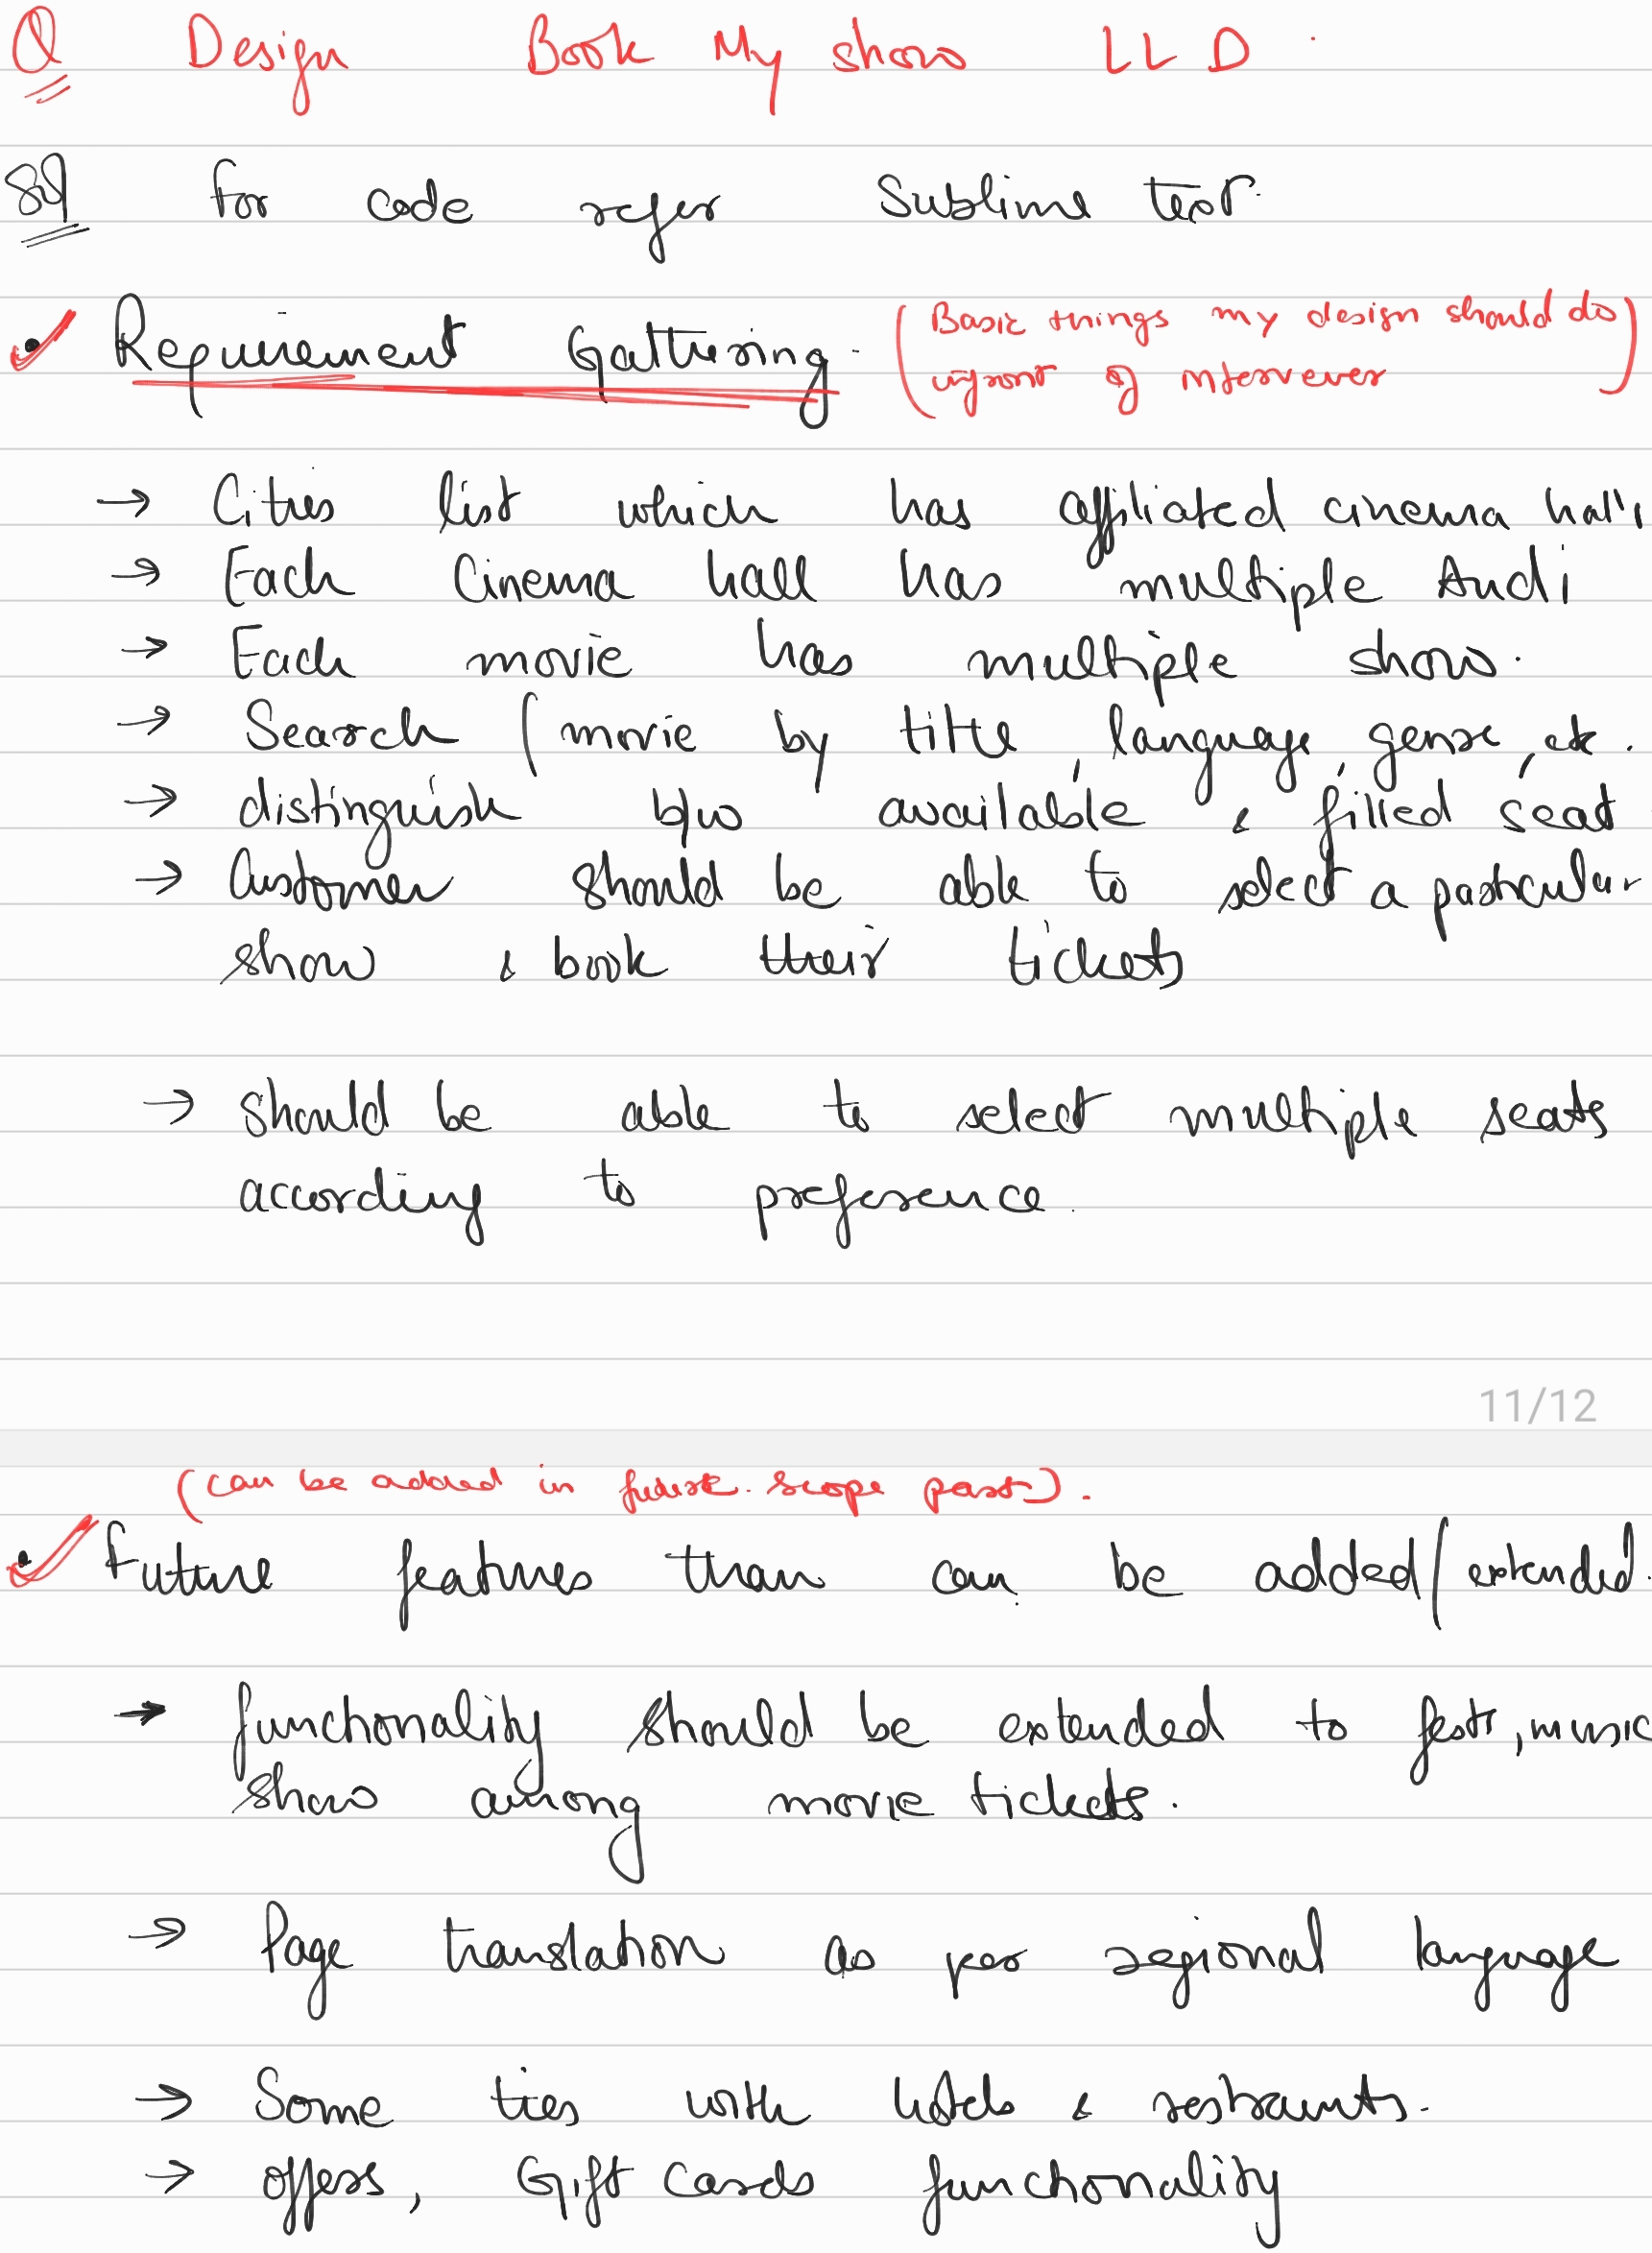 Q Design Book My show LLD.
Sol for code refer Sublime text.
• Requirement Gathering. (Basic things my design should do
upfront of interviewer)
→ Cities list which has affiliated cinema halls
→ Each Cinema hall has multiple Audi
→ Each movie has multiple show.
→ Search / movie by title, language, genre, etc.
→ distinguish b/w available & filled seat
→ Customer should be able to select a particular
show & book their tickets
→ should be able to select multiple seats
according to preference.
11/12
(can be added in future scope part).
• Future features than can be added/extended.
→ functionality should be extended to fests, music
show among movie tickets.
→ Page translation as per regional language
→ Some ties with hotels & restraunts.
→ offers, Gift Cards functionality